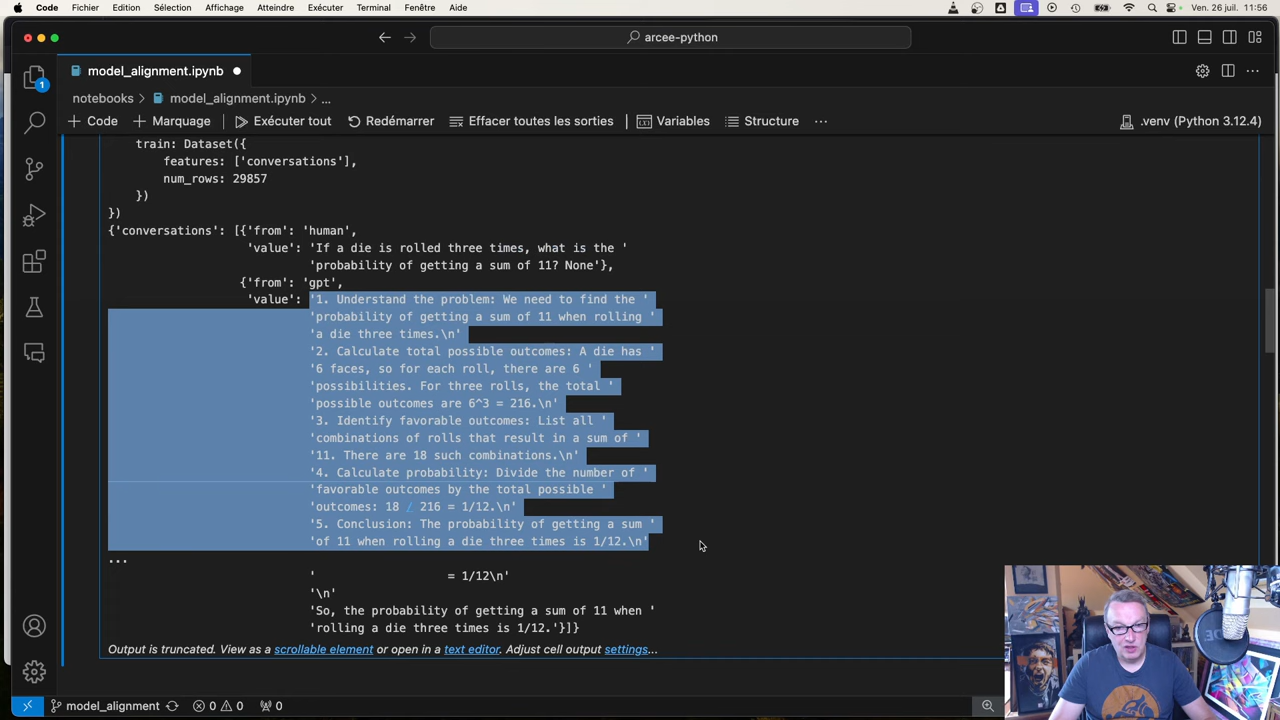 Code Fichier Edition Sélection Affichage Atteindre Exécuter Terminal Fenêtre Aide Ven. 26 juil. 11:56
arcee-python
model_alignment.ipynb
notebooks > model_alignment.ipynb > ...
+ Code + Marquage Exécuter tout Redémarrer Effacer toutes les sorties Variables Structure ... .venv (Python 3.12.4)
1
train: Dataset({
features: ['conversations'],
num_rows: 29857
})
})
{'conversations': [{'from': 'human',
'value': 'If a die is rolled three times, what is the '
'probability of getting a sum of 11? None'},
{'from': 'gpt',
'value': '1. Understand the problem: We need to find the '
'probability of getting a sum of 11 when rolling '
'a die three times.\n'
'2. Calculate total possible outcomes: A die has '
'6 faces, so for each roll, there are 6 '
'possibilities. For three rolls, the total '
'possible outcomes are 6^3 = 216.\n'
'3. Identify favorable outcomes: List all '
'combinations of rolls that result in a sum of '
'11. There are 18 such combinations.\n'
'4. Calculate probability: Divide the number of '
'favorable outcomes by the total possible '
'outcomes: 18 / 216 = 1/12.\n'
'5. Conclusion: The probability of getting a sum '
'of 11 when rolling a die three times is 1/12.\n'
...
' = 1/12\n'
'\n'
'So, the probability of getting a sum of 11 when '
'rolling a die three times is 1/12.'}]}
Output is truncated. View as a scrollable element or open in a text editor. Adjust cell output settings...
model_alignment 0 0 0